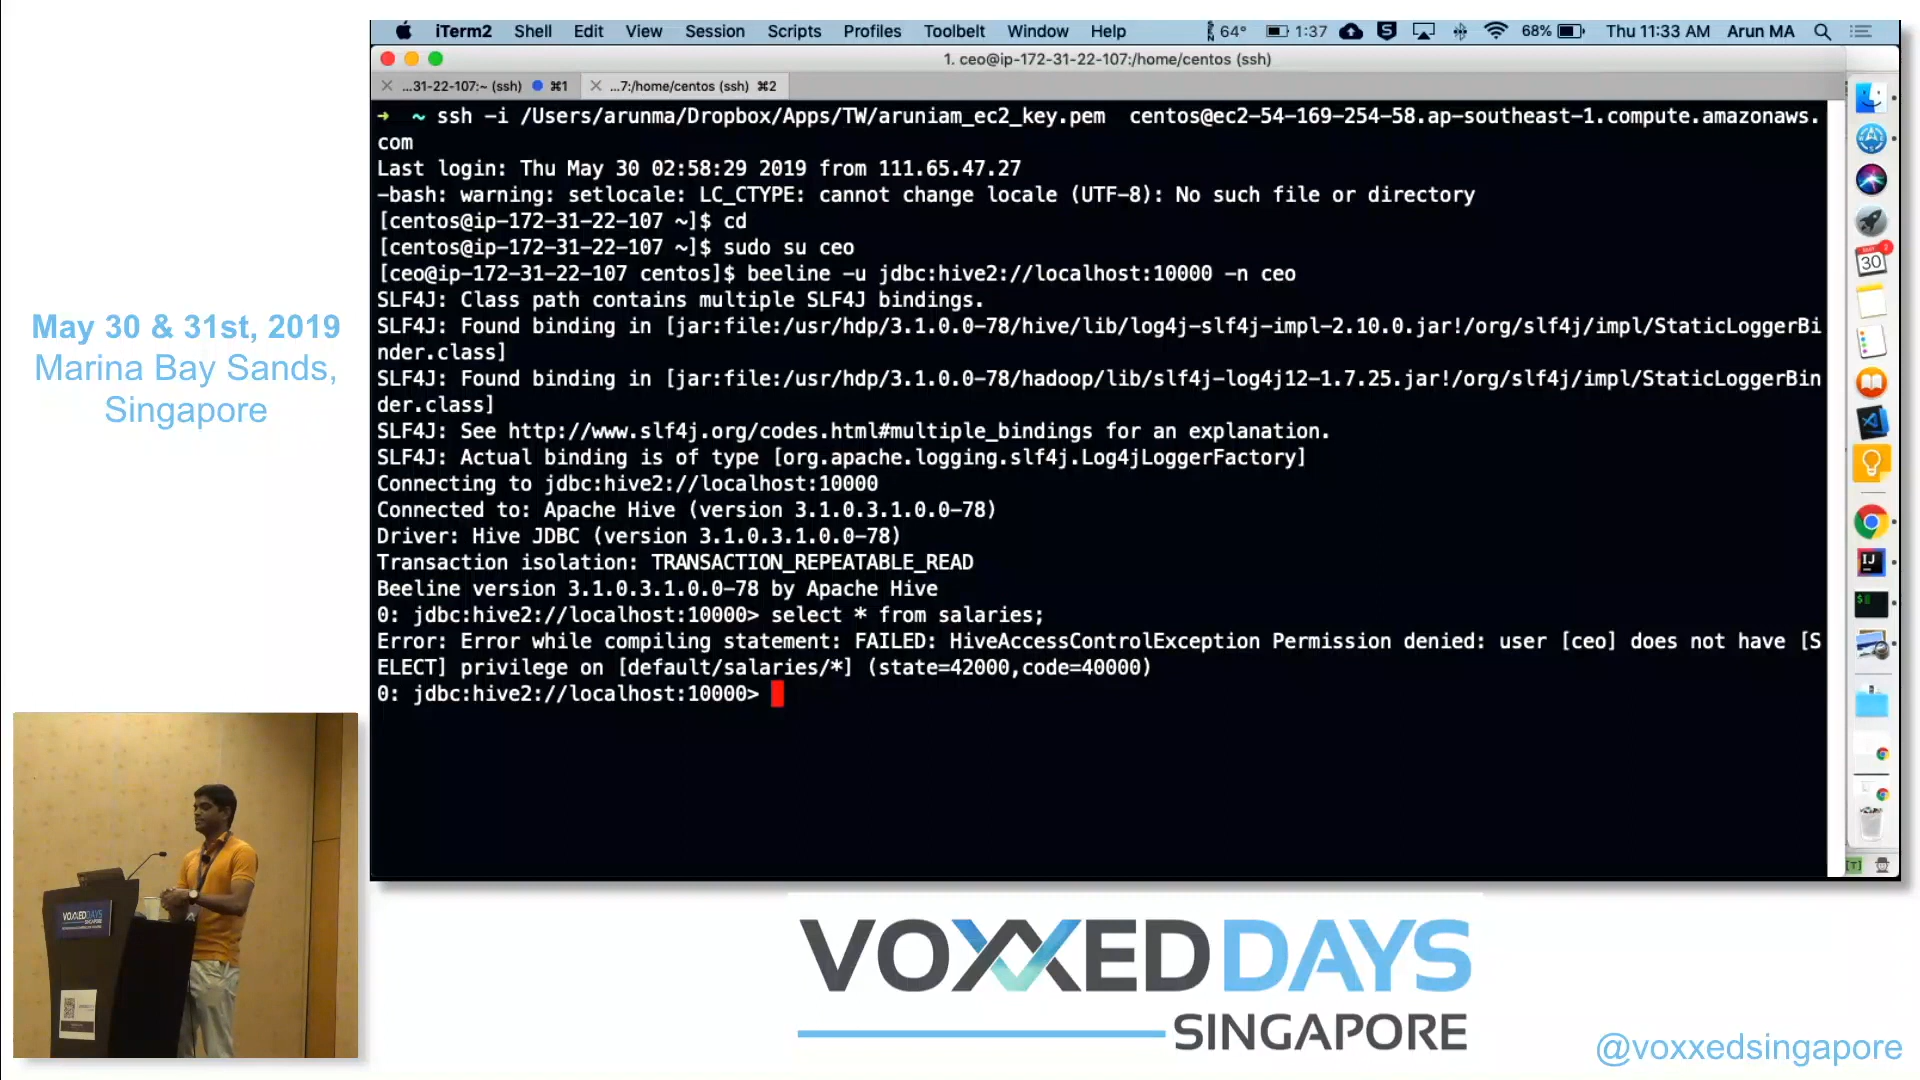 May 30 & 31st, 2019
Marina Bay Sands,
Singapore
iTerm2 Shell Edit View Session Scripts Profiles Toolbelt Window Help 64° 1:37 68% Thu 11:33 AM Arun MA
1. ceo@ip-172-31-22-107:/home/centos (ssh)
...31-22-107:~ (ssh) ⌘1 ...7:/home/centos (ssh) ⌘2
→ ~ ssh -i /Users/arunma/Dropbox/Apps/TW/aruniam_ec2_key.pem centos@ec2-54-169-254-58.ap-southeast-1.compute.amazonaws.
com
Last login: Thu May 30 02:58:29 2019 from 111.65.47.27
-bash: warning: setlocale: LC_CTYPE: cannot change locale (UTF-8): No such file or directory
[centos@ip-172-31-22-107 ~]$ cd
[centos@ip-172-31-22-107 ~]$ sudo su ceo
[ceo@ip-172-31-22-107 centos]$ beeline -u jdbc:hive2://localhost:10000 -n ceo
SLF4J: Class path contains multiple SLF4J bindings.
SLF4J: Found binding in [jar:file:/usr/hdp/3.1.0.0-78/hive/lib/log4j-slf4j-impl-2.10.0.jar!/org/slf4j/impl/StaticLoggerBi
nder.class]
SLF4J: Found binding in [jar:file:/usr/hdp/3.1.0.0-78/hadoop/lib/slf4j-log4j12-1.7.25.jar!/org/slf4j/impl/StaticLoggerBin
der.class]
SLF4J: See http://www.slf4j.org/codes.html#multiple_bindings for an explanation.
SLF4J: Actual binding is of type [org.apache.logging.slf4j.Log4jLoggerFactory]
Connecting to jdbc:hive2://localhost:10000
Connected to: Apache Hive (version 3.1.0.3.1.0.0-78)
Driver: Hive JDBC (version 3.1.0.3.1.0.0-78)
Transaction isolation: TRANSACTION_REPEATABLE_READ
Beeline version 3.1.0.3.1.0.0-78 by Apache Hive
0: jdbc:hive2://localhost:10000> select * from salaries;
Error: Error while compiling statement: FAILED: HiveAccessControlException Permission denied: user [ceo] does not have [S
ELECT] privilege on [default/salaries/*] (state=42000,code=40000)
0: jdbc:hive2://localhost:10000>
30
IJ
[T]
VOXXEDDAYS
SINGAPORE
VOXXEDDAYS
SINGAPORE
@voxxedsingapore